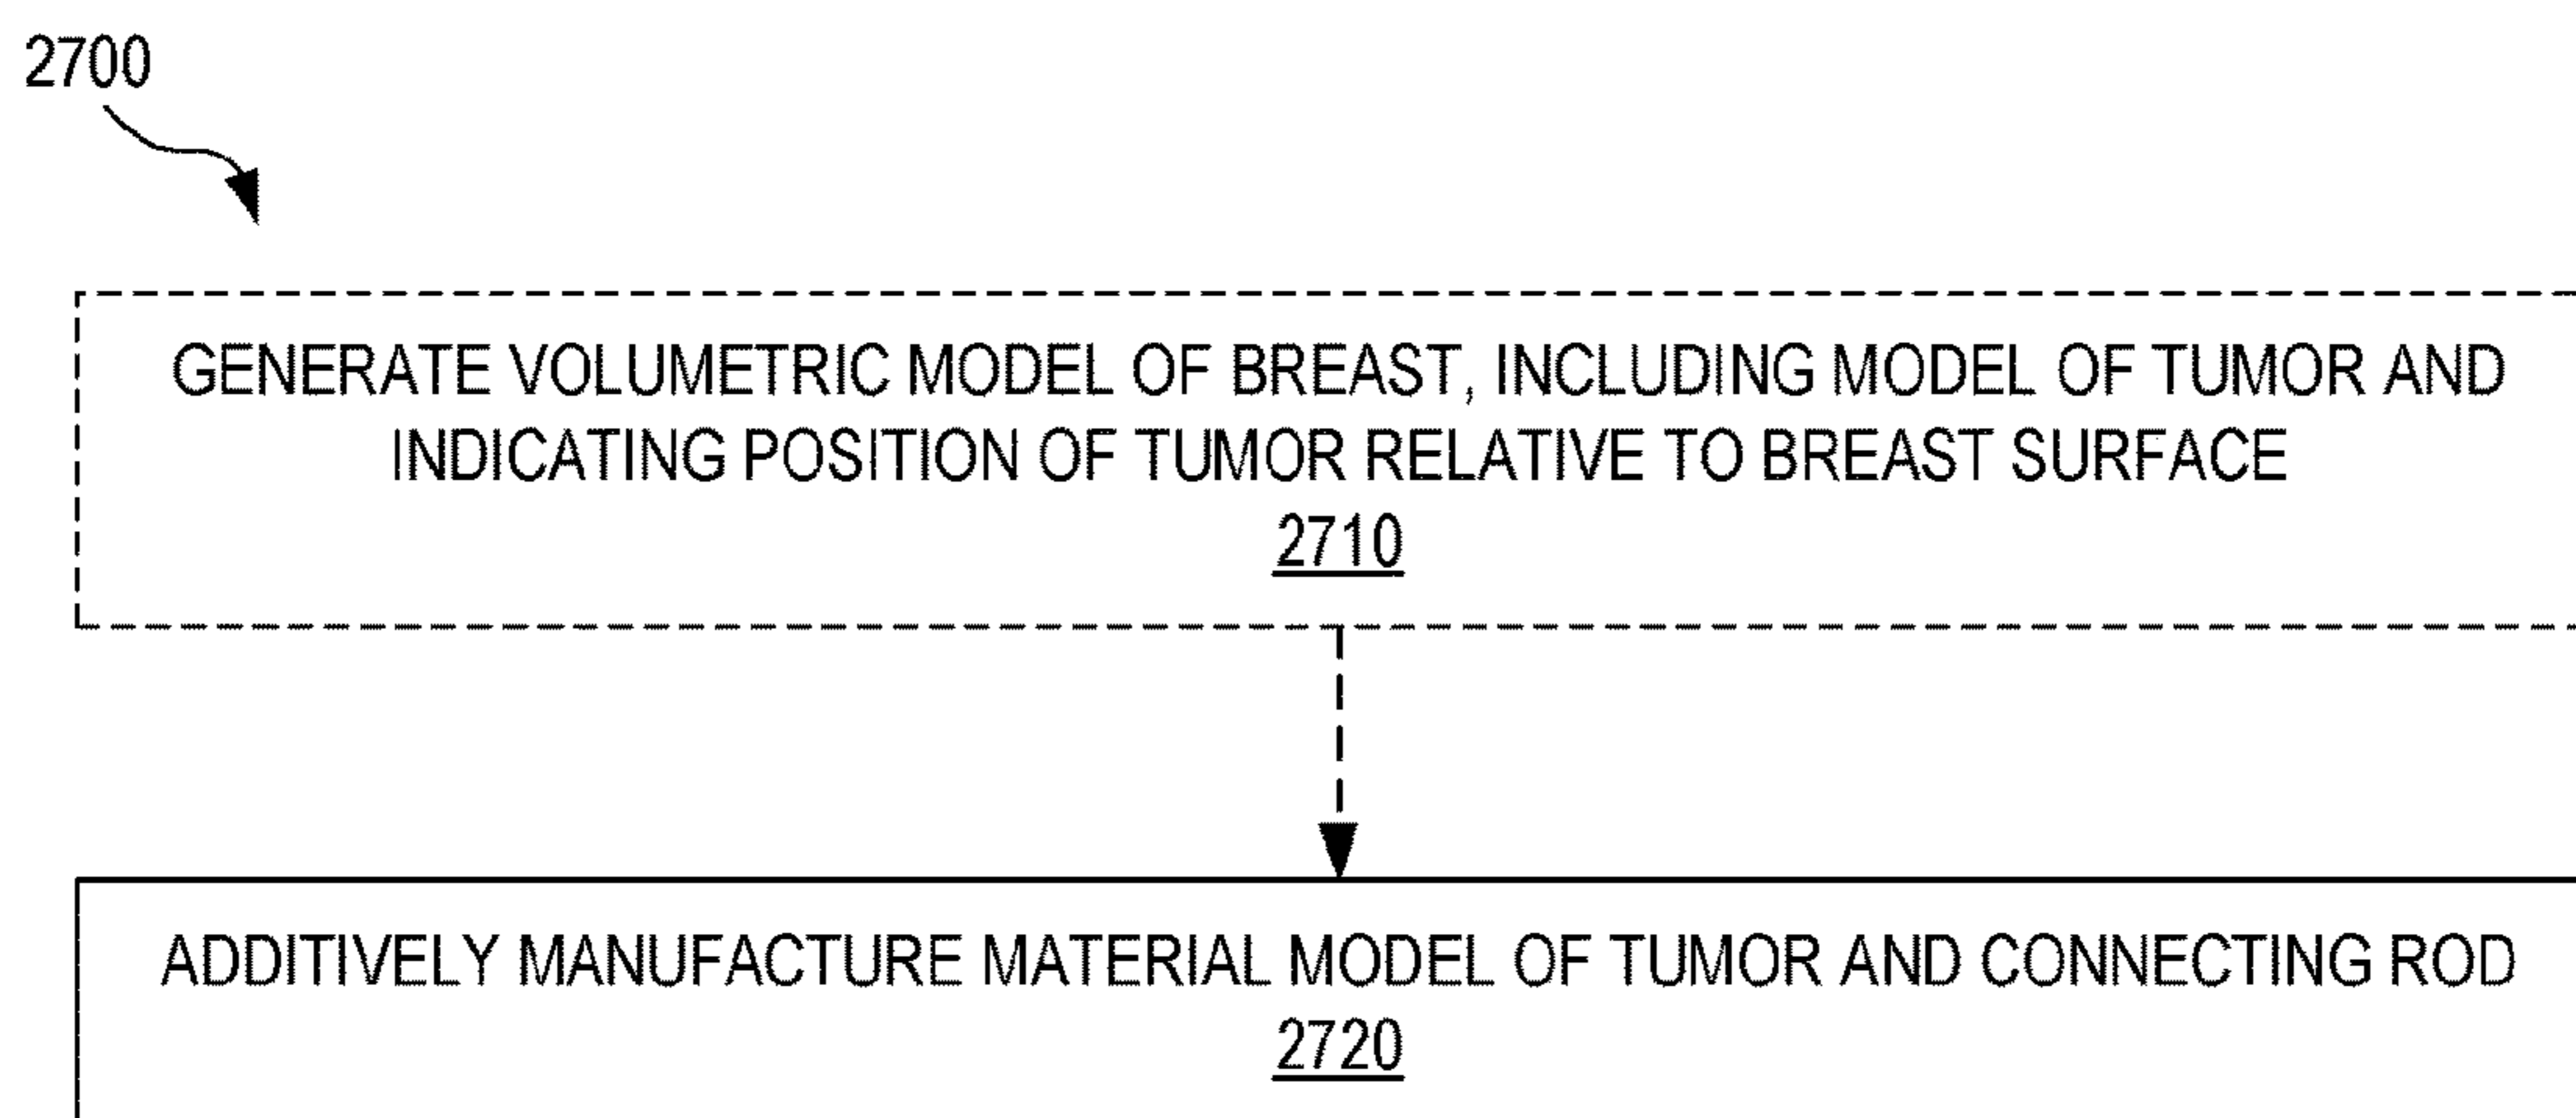 2700
GENERATE VOLUMETRIC MODEL OF BREAST, INCLUDING MODEL OF TUMOR AND
INDICATING POSITION OF TUMOR RELATIVE TO BREAST SURFACE
2710
ADDITIVELY MANUFACTURE MATERIAL MODEL OF TUMOR AND CONNECTING ROD
2720